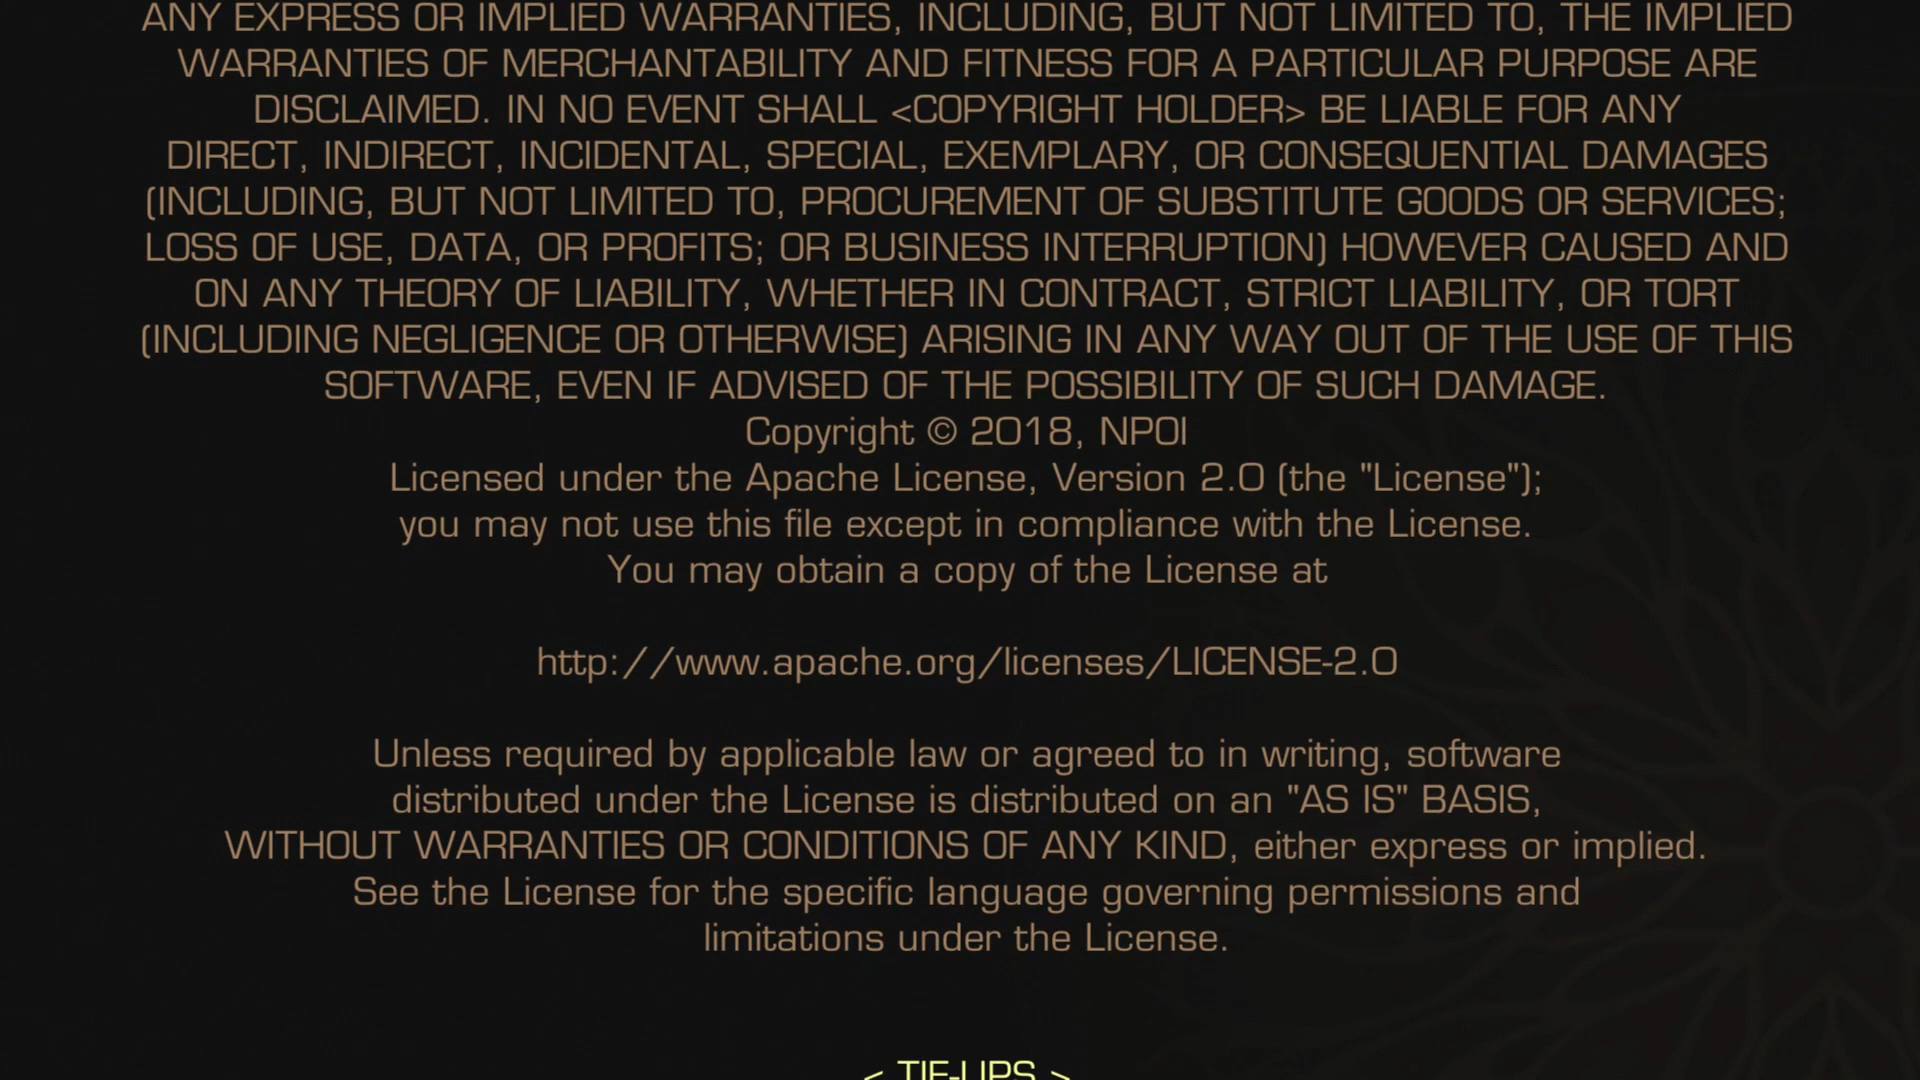 ANY EXPRESS OR IMPLIED WARRANTIES, INCLUDING, BUT NOT LIMITED TO, THE IMPLIED
WARRANTIES OF MERCHANTABILITY AND FITNESS FOR A PARTICULAR PURPOSE ARE
DISCLAIMED. IN NO EVENT SHALL <COPYRIGHT HOLDER> BE LIABLE FOR ANY
DIRECT, INDIRECT, INCIDENTAL, SPECIAL, EXEMPLARY, OR CONSEQUENTIAL DAMAGES
(INCLUDING, BUT NOT LIMITED TO, PROCUREMENT OF SUBSTITUTE GOODS OR SERVICES;
LOSS OF USE, DATA, OR PROFITS; OR BUSINESS INTERRUPTION) HOWEVER CAUSED AND
ON ANY THEORY OF LIABILITY, WHETHER IN CONTRACT, STRICT LIABILITY, OR TORT
(INCLUDING NEGLIGENCE OR OTHERWISE) ARISING IN ANY WAY OUT OF THE USE OF THIS
SOFTWARE, EVEN IF ADVISED OF THE POSSIBILITY OF SUCH DAMAGE.
Copyright © 2018, NPOI
Licensed under the Apache License, Version 2.0 (the "License");
you may not use this file except in compliance with the License.
You may obtain a copy of the License at
http://www.apache.org/licenses/LICENSE-2.0
Unless required by applicable law or agreed to in writing, software
distributed under the License is distributed on an "AS IS" BASIS,
WITHOUT WARRANTIES OR CONDITIONS OF ANY KIND, either express or implied.
See the License for the specific language governing permissions and
limitations under the License.
< TIE-UPS >